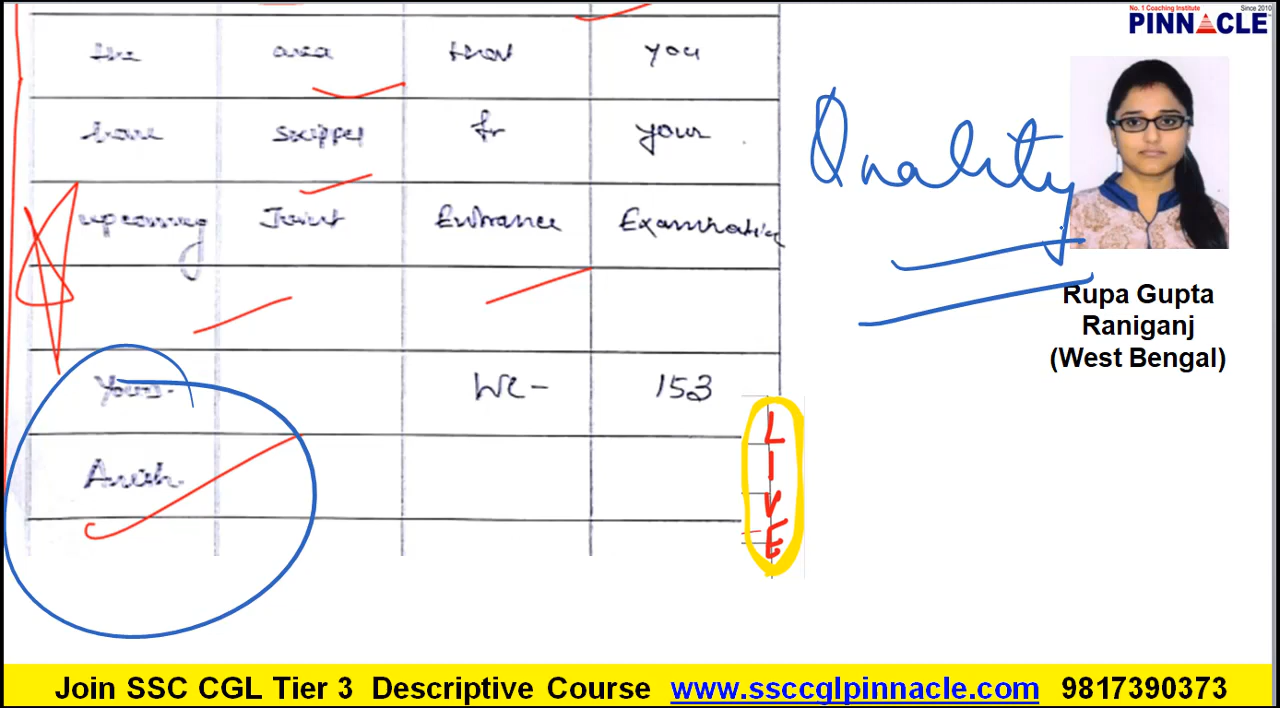 No. 1 Coaching Institute Since 2010
PINNACLE
the area that you
have skipped for your
upcoming Joint Entrance Examination
Quality
Rupa Gupta
Raniganj
(West Bengal)
Yours.
WC- 153
LIVE
Join SSC CGL Tier 3 Descriptive Course www.ssccglpinnacle.com 9817390373